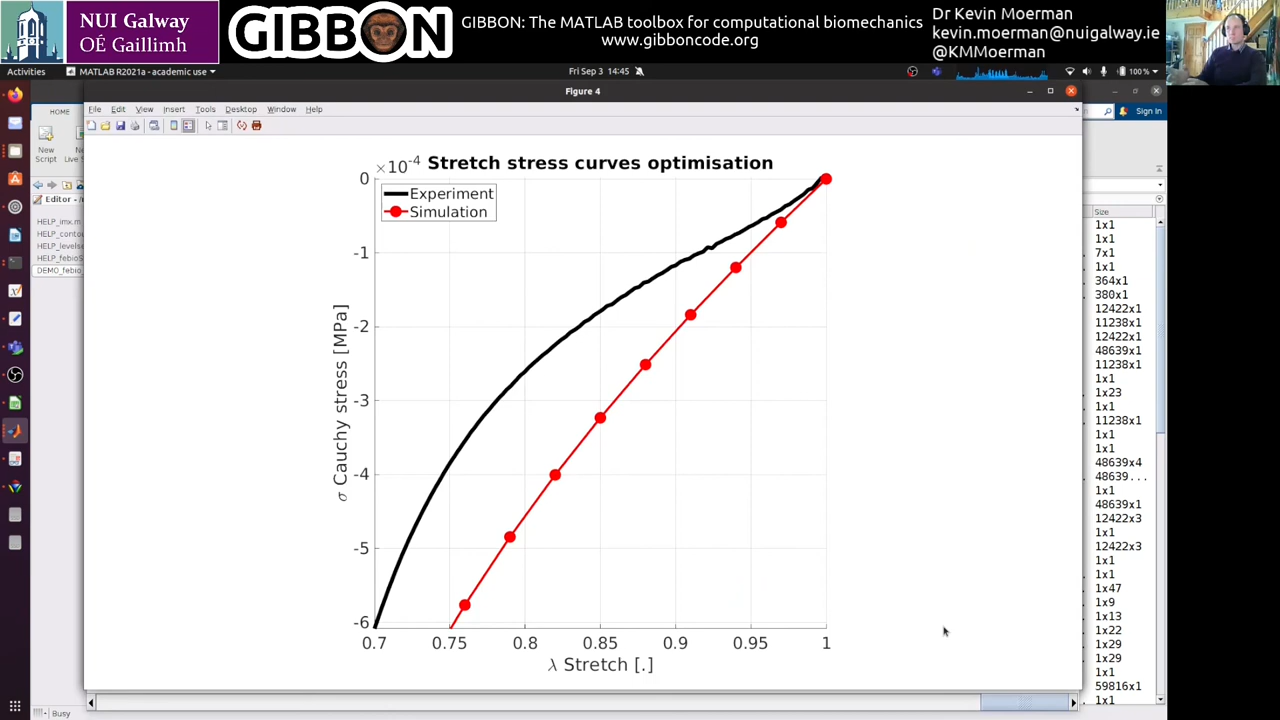 NUI Galway
OÉ Gaillimh
GIBBON
GIBBON: The MATLAB toolbox for computational biomechanics
www.gibboncode.org
Dr Kevin Moerman
kevin.moerman@nuigalway.ie
@KMMoerman
Activities
MATLAB R2021a - academic use
Fri Sep 3 14:45
100%
Figure 4
HOME
File Edit View Insert Tools Desktop Window Help
Sign In
New
Script
Ne
Live S
Editor - /
HELP_imx.m
HELP_conto
HELP_levelse
HELP_febioS
DEMO_febio
Stretch stress curves optimisation
×10-4
Experiment
Simulation
0
-1
-2
-3
-4
-5
-6
σ Cauchy stress [MPa]
0.7 0.75 0.8 0.85 0.9 0.95 1
λ Stretch [.]
Size
1x1
1x1
7x1
1x1
364x1
380x1
12422x1
11238x1
12422x1
48639x1
11238x1
1x1
1x23
1x1
11238x1
1x1
1x1
48639x4
48639...
1x1
48639x1
12422x3
1x1
12422x3
1x1
1x1
1x47
1x9
1x13
1x22
1x29
1x29
1x1
59816x1
1x1
Busy